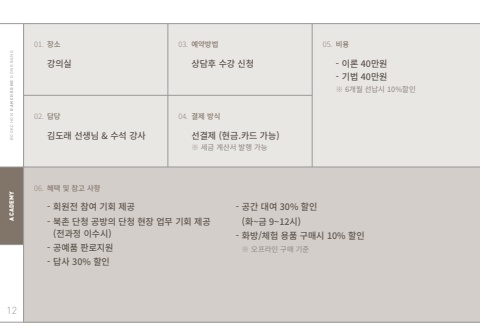 01. 장소
강의실
02. 담당
김도래 선생님 & 수석 강사
03. 예약방법
상담후 수강 신청
04. 결제 방식
선결제 (현금.카드 가능)
※ 세금 계산서 발행 가능
05. 비용
- 이론 40만원
- 기법 40만원
※ 6개월 선납시 10%할인
ACADEMY
06. 혜택 및 참고 사항
- 회원전 참여 기회 제공
- 북촌 단청 공방의 단청 현장 업무 기회 제공
(전과정 이수시)
- 공예품 판로지원
- 답사 30% 할인
- 공간 대여 30% 할인
(화~금 9~12시)
- 화방/체험 용품 구매시 10% 할인
※ 오프라인 구매 기준
12